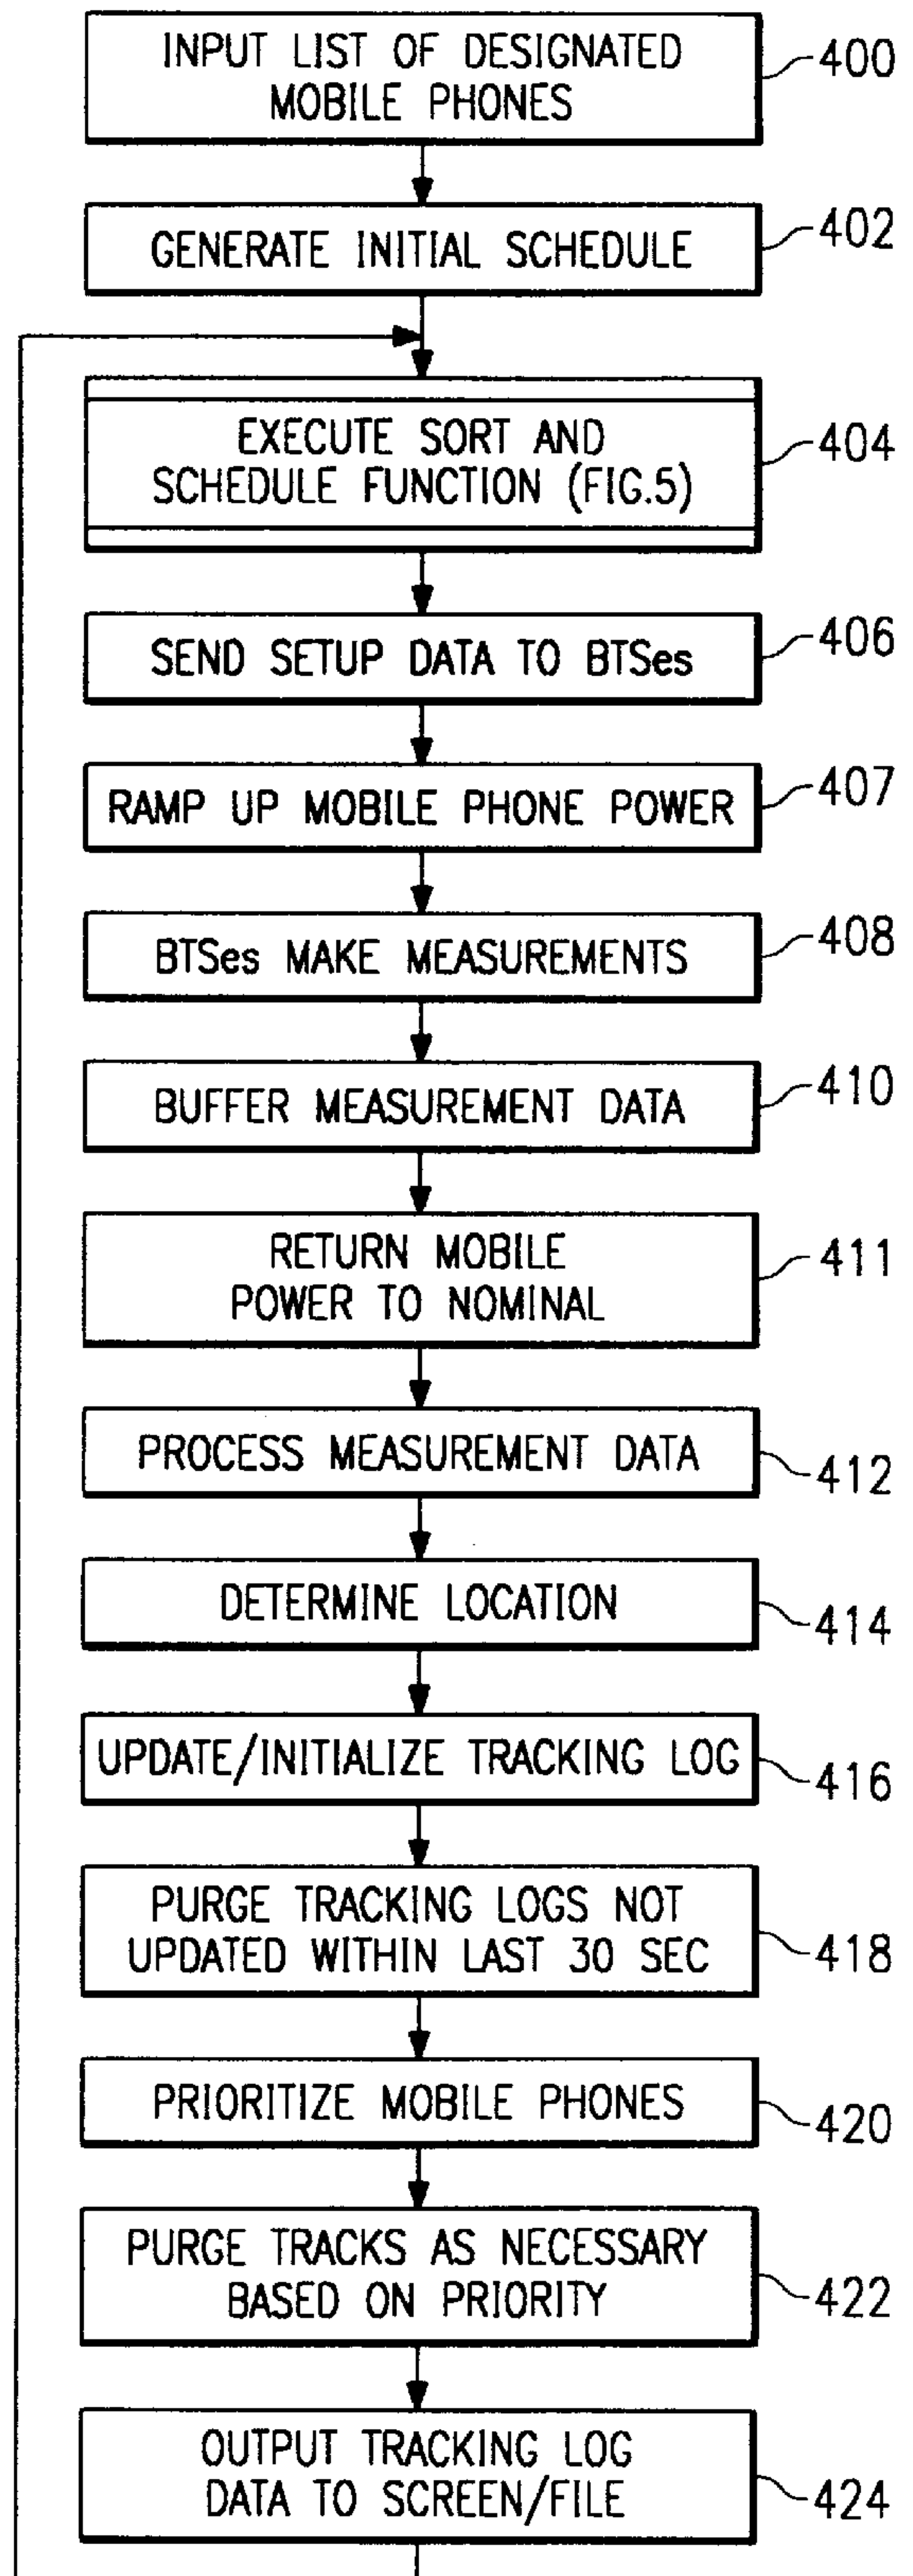 INPUT LIST OF DESIGNATED
MOBILE PHONES
400
GENERATE INITIAL SCHEDULE
402
EXECUTE SORT AND
SCHEDULE FUNCTION (FIG.5)
404
SEND SETUP DATA TO BTSes
406
RAMP UP MOBILE PHONE POWER
407
BTSes MAKE MEASUREMENTS
408
BUFFER MEASUREMENT DATA
410
RETURN MOBILE
POWER TO NOMINAL
411
PROCESS MEASUREMENT DATA
412
DETERMINE LOCATION
414
UPDATE/INITIALIZE TRACKING LOG
416
PURGE TRACKING LOGS NOT
UPDATED WITHIN LAST 30 SEC
418
PRIORITIZE MOBILE PHONES
420
PURGE TRACKS AS NECESSARY
BASED ON PRIORITY
422
OUTPUT TRACKING LOG
DATA TO SCREEN/FILE
424